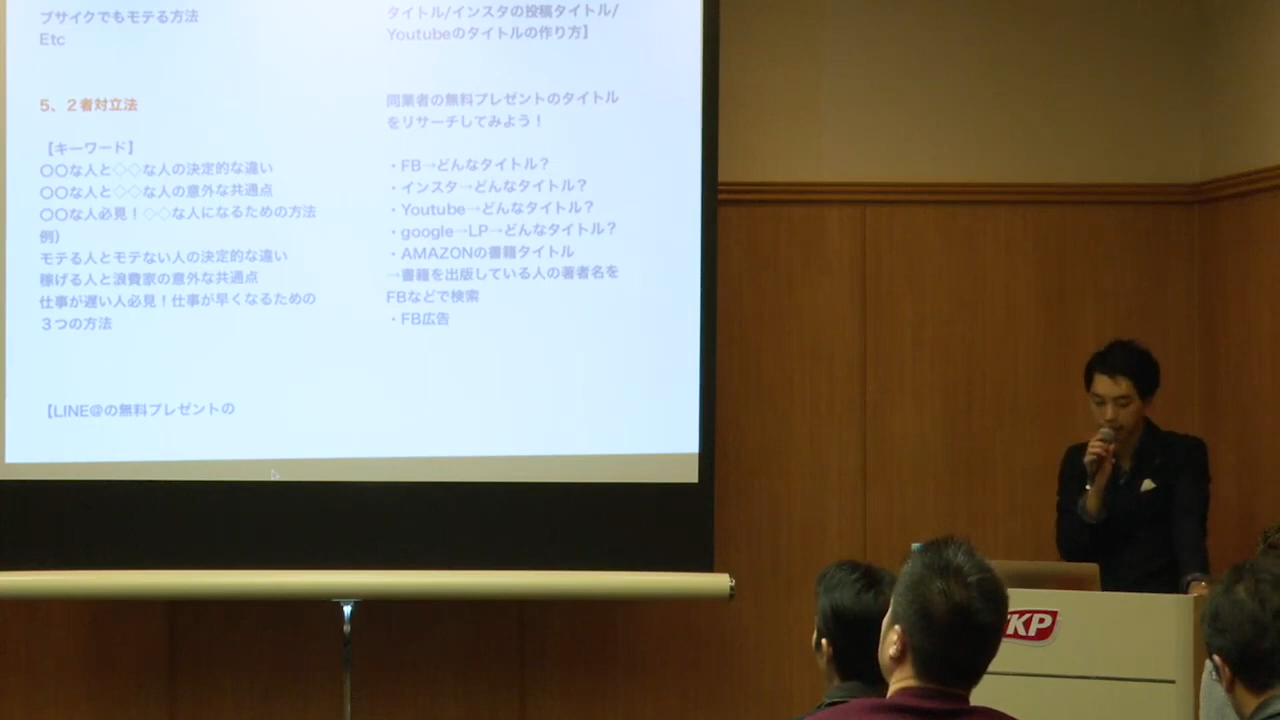 ブサイクでもモテる方法
Etc
5、２者対立法
【キーワード】
〇〇な人と◇◇な人の決定的な違い
〇〇な人と◇◇な人の意外な共通点
〇〇な人必見！◇◇な人になるための方法
例）
モテる人とモテない人の決定的な違い
稼げる人と浪費家の意外な共通点
仕事が遅い人必見！仕事が早くなるための
３つの方法
【LINE@の無料プレゼントの
タイトル/インスタの投稿タイトル/
Youtubeのタイトルの作り方】
同業者の無料プレゼントのタイトル
をリサーチしてみよう！
・FB→どんなタイトル？
・インスタ→どんなタイトル？
・Youtube→どんなタイトル？
・google→LP→どんなタイトル？
・AMAZONの書籍タイトル
→書籍を出版している人の著者名を
FBなどで検索
・FB広告
TKP